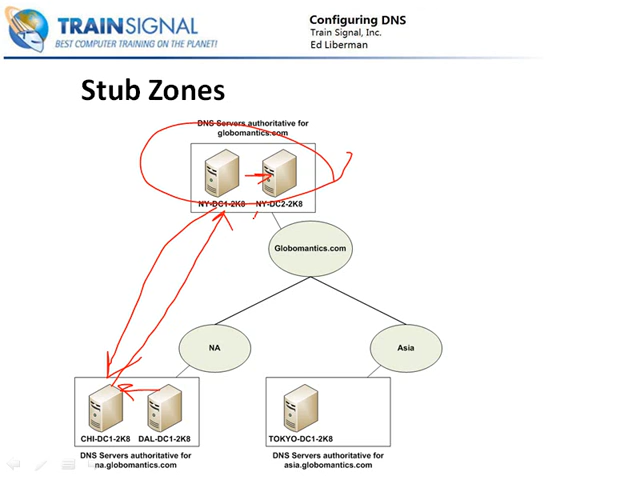 TRAINSIGNAL
BEST COMPUTER TRAINING ON THE PLANET!
Configuring DNS
Train Signal, Inc.
Ed Liberman
Stub Zones
DNS Servers authoritative for
globomantics.com
NY-DC1-2K8
NY-DC2-2K8
Globomantics.com
NA
Asia
CHI-DC1-2K8
DAL-DC1-2K8
TOKYO-DC1-2K8
DNS Servers authoritative for
na.globomantics.com
DNS Servers authoritative for
asia.globomantics.com